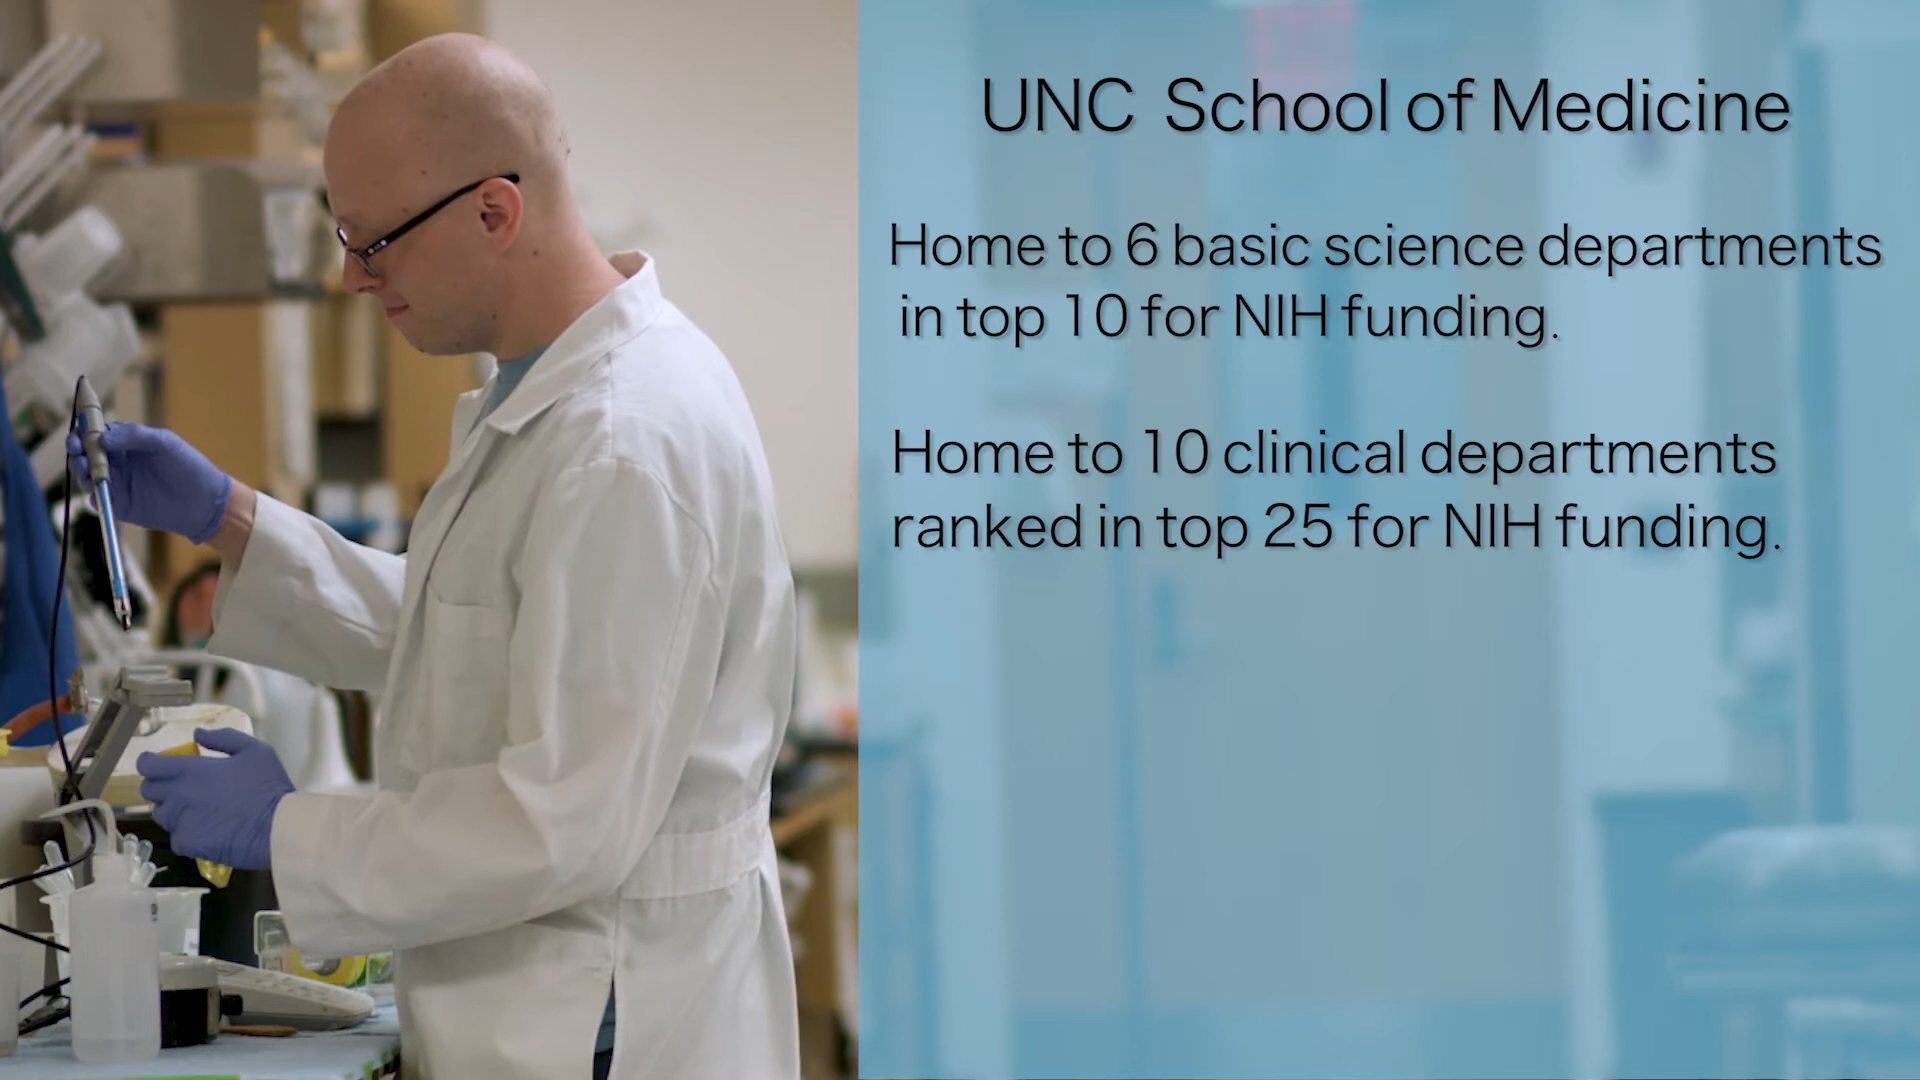 UNC School of Medicine
Home to 6 basic science departments
in top 10 for NIH funding.
Home to 10 clinical departments
ranked in top 25 for NIH funding.